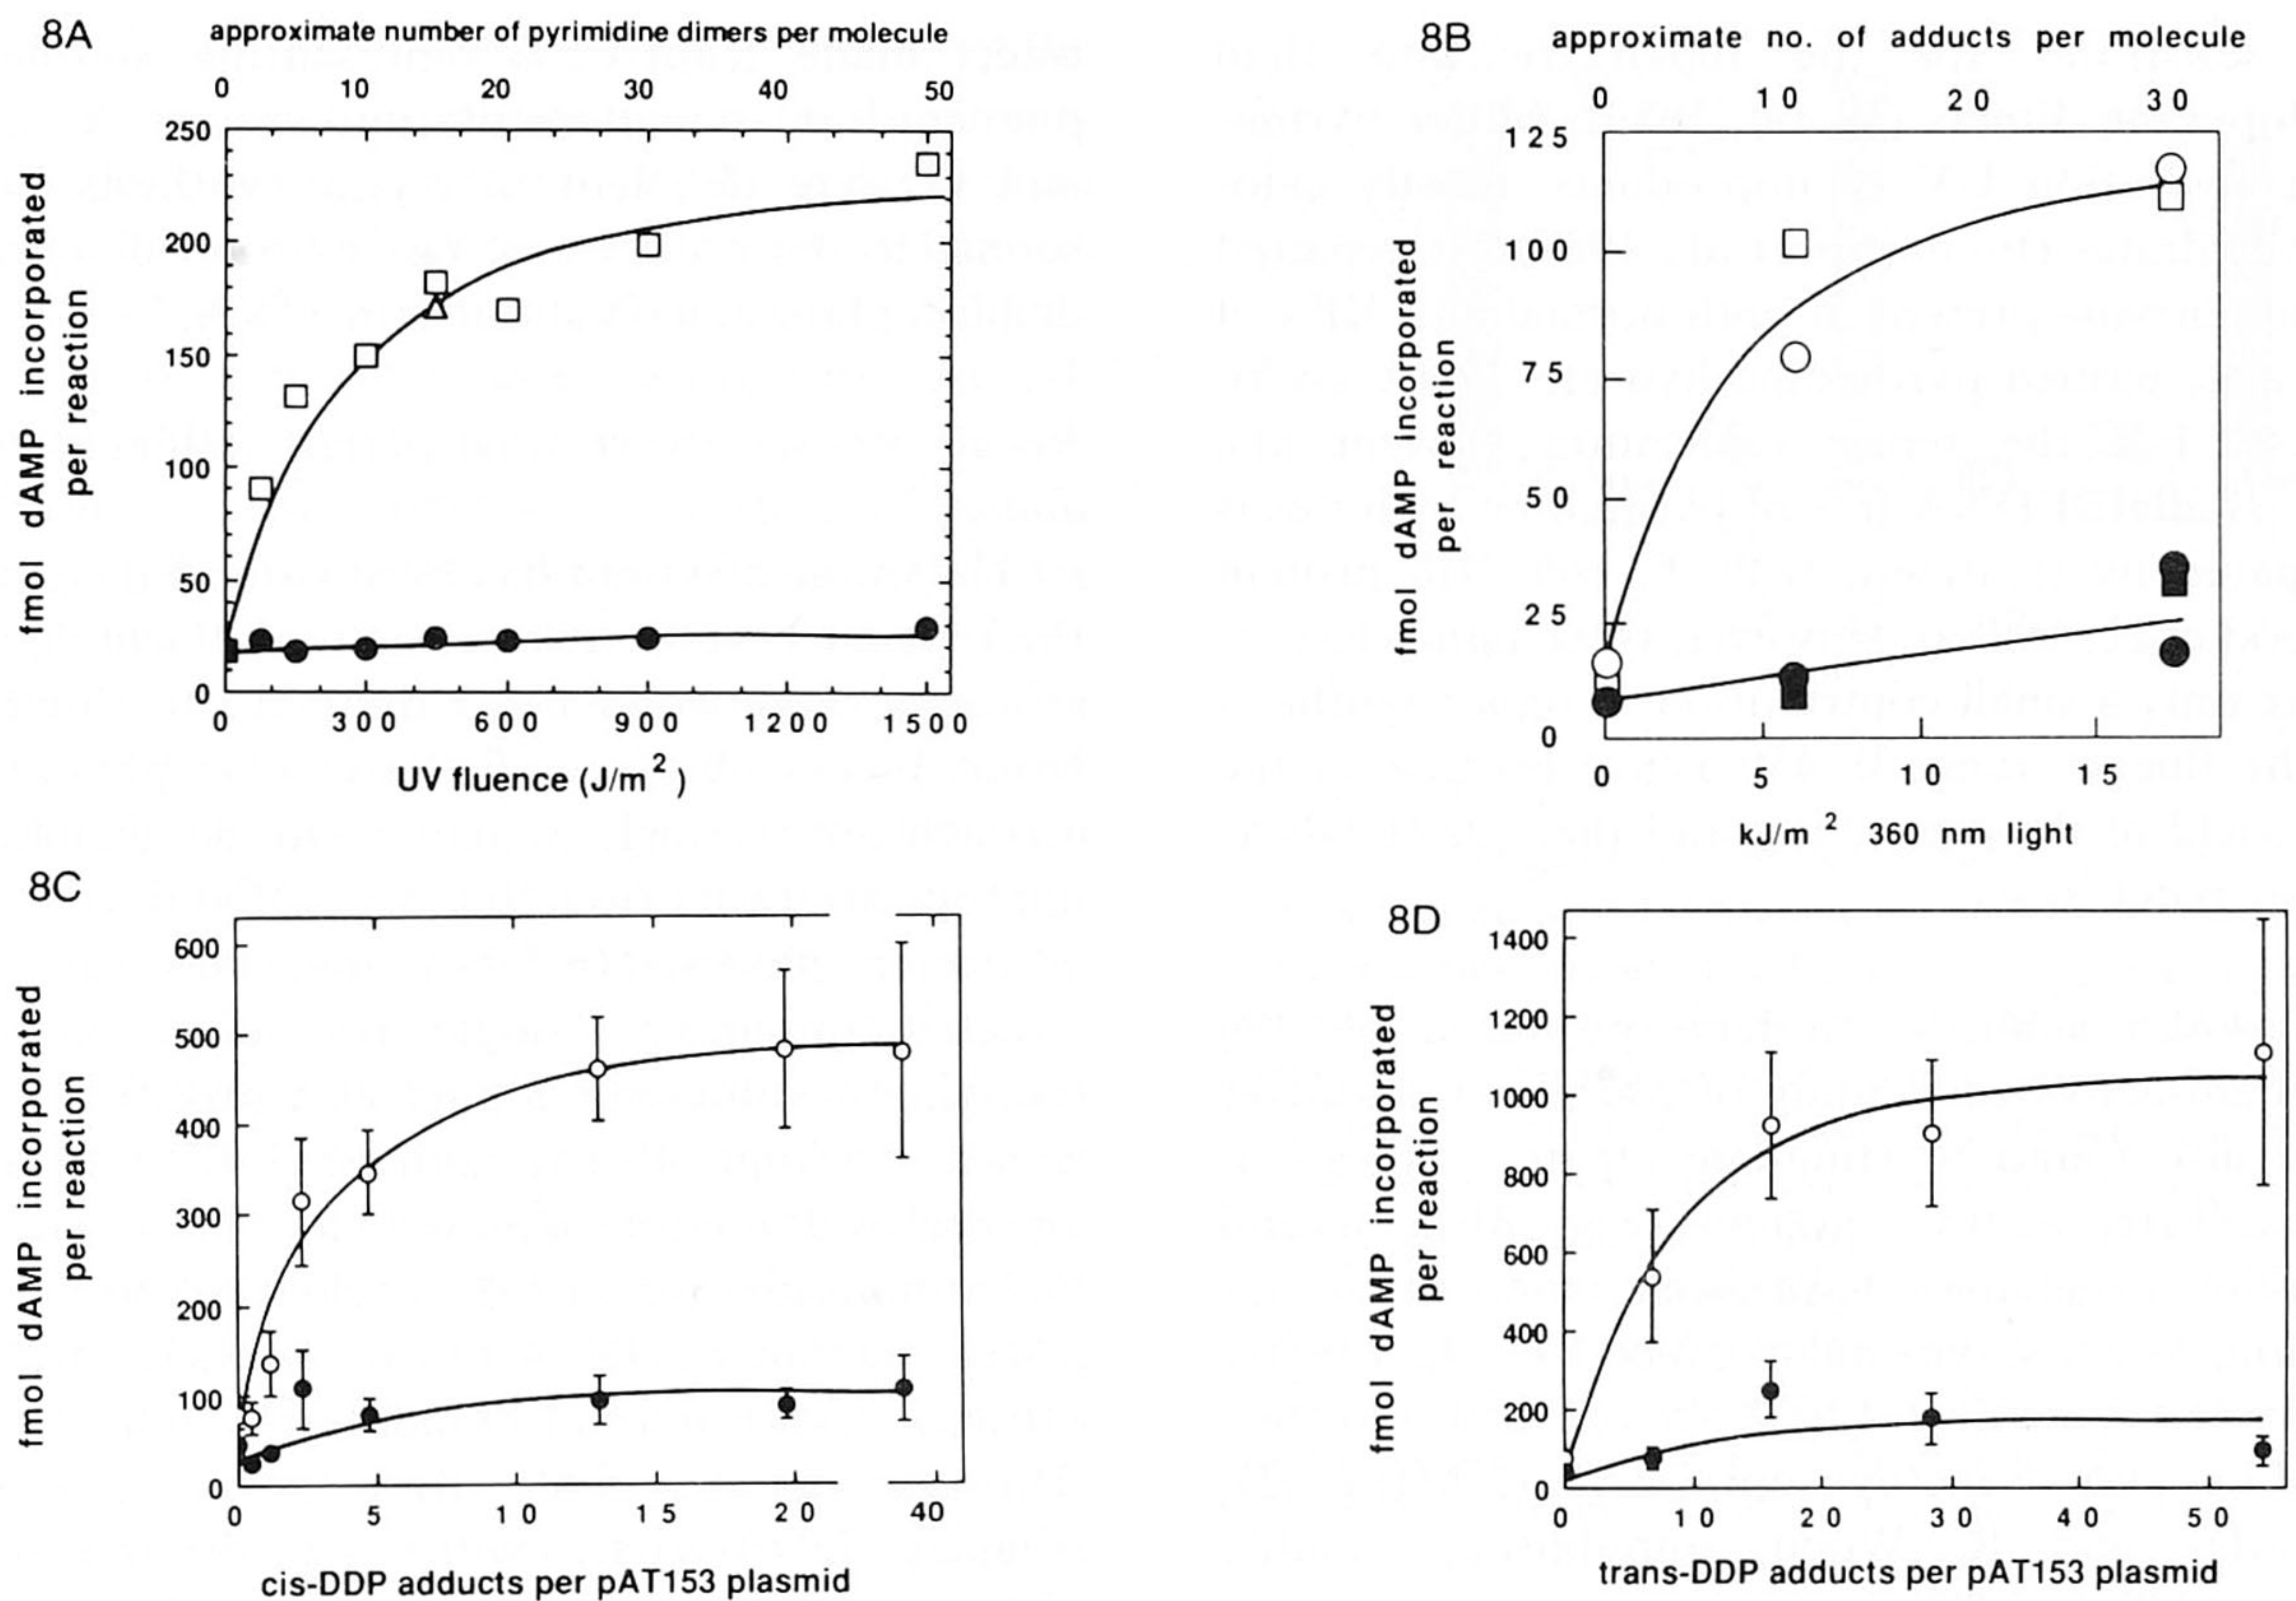 8A
approximate number of pyrimidine dimers per molecule
0 10 20 30 40 50
250
200
150
100
50
0
fmol dAMP incorporated
per reaction
0 300 600 900 1200 1500
UV fluence (J/m²)
8B
approximate no. of adducts per molecule
0 10 20 30
125
100
75
50
25
0
fmol dAMP incorporated
per reaction
0 5 10 15
kJ/m² 360 nm light
8C
600
500
400
300
200
100
0
fmol dAMP incorporated
per reaction
0 5 10 15 20 40
cis-DDP adducts per pAT153 plasmid
8D
1400
1200
1000
800
600
400
200
0
fmol dAMP incorporated
per reaction
0 10 20 30 40 50
trans-DDP adducts per pAT153 plasmid